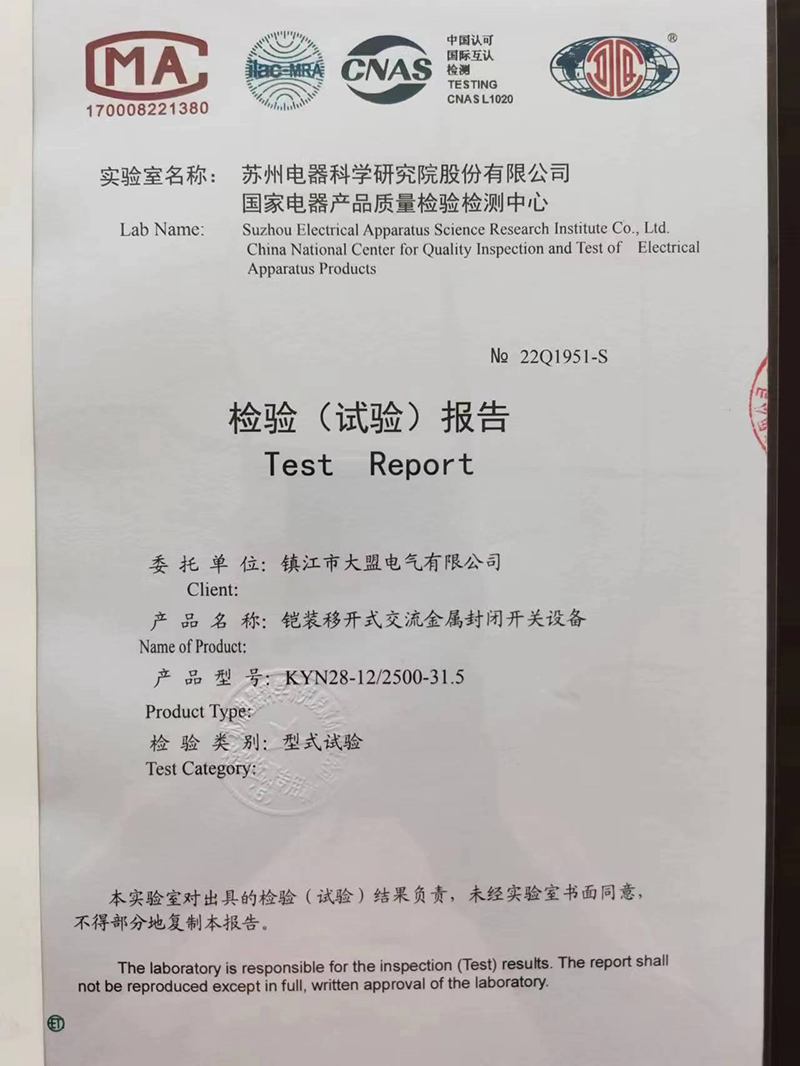 MA
170008221380
ilac-MRA
CNAS
中国认可
国际互认
检测
TESTING
CNAS L1020
®
实验室名称： 苏州电器科学研究院股份有限公司
国家电器产品质量检验检测中心
Lab Name: Suzhou Electrical Apparatus Science Research Institute Co., Ltd.
China National Center for Quality Inspection and Test of Electrical
Apparatus Products
№ 22Q1951-S
检验（试验）报告
Test Report
委托单位：镇江市大盟电气有限公司
Client:
产品名称：铠装移开式交流金属封闭开关设备
Name of Product:
产品型号：KYN28-12/2500-31.5
Product Type:
检验类别：型式试验
Test Category:
本实验室对出具的检验（试验）结果负责，未经实验室书面同意，
不得部分地复制本报告。
The laboratory is responsible for the inspection (Test) results. The report shall
not be reproduced except in full, written approval of the laboratory.